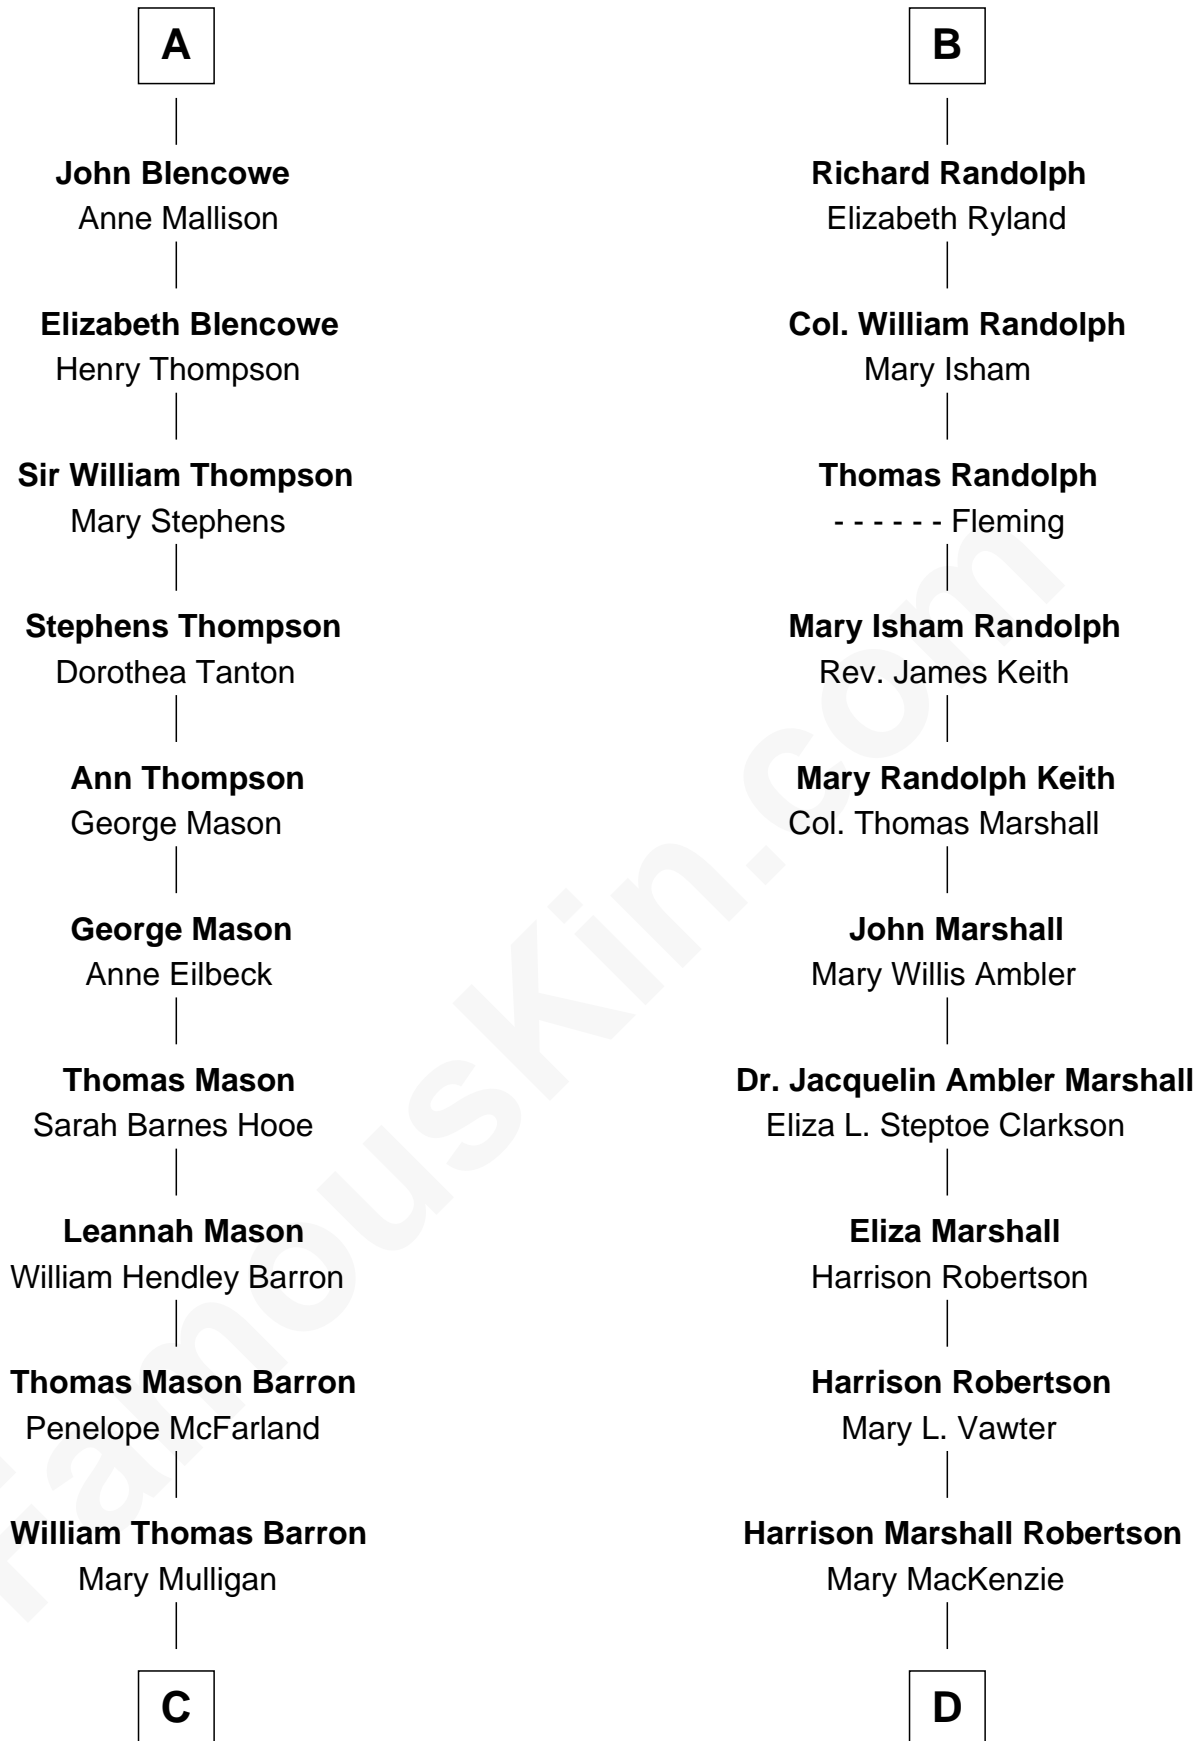 A
John Blencowe
Anne Mallison
Elizabeth Blencowe
Henry Thompson
Sir William Thompson
Mary Stephens
Stephens Thompson
Dorothea Tanton
Ann Thompson
George Mason
George Mason
Anne Eilbeck
Thomas Mason
Sarah Barnes Hooe
Leannah Mason
William Hendley Barron
Thomas Mason Barron
Penelope McFarland
William Thomas Barron
Mary Mulligan
C
B
Richard Randolph
Elizabeth Ryland
Col. William Randolph
Mary Isham
Thomas Randolph
- - - - - - Fleming
Mary Isham Randolph
Rev. James Keith
Mary Randolph Keith
Col. Thomas Marshall
John Marshall
Mary Willis Ambler
Dr. Jacquelin Ambler Marshall
Eliza L. Steptoe Clarkson
Eliza Marshall
Harrison Robertson
Harrison Robertson
Mary L. Vawter
Harrison Marshall Robertson
Mary MacKenzie
D
FamousKin.com